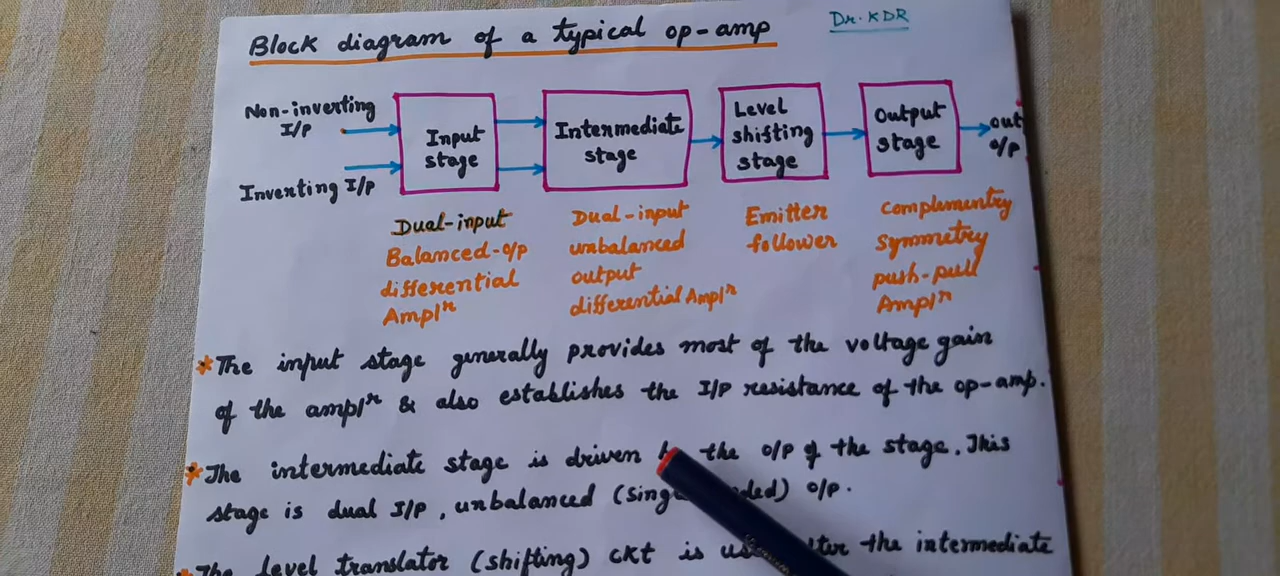 Block diagram of a typical op-amp
Dr. KDR
Non-inverting
I/P
Inverting I/P
Input
stage
Intermediate
stage
Level
shifting
stage
Output
stage
out
o/p
Dual-input
Balanced-o/p
differential
Amplr
Dual-input
unbalanced
output
differential Amplr
Emitter
follower
Complementry
Symmetry
push-pull
Amplr
*The input stage generally provides most of the voltage gain
of the amplr & also establishes the I/P resistance of the op-amp.
*The intermediate stage is driven the o/p of the stage. This
stage is dual I/P, unbalanced o/p.
*The level translator (shifting) ckt is the intermediate